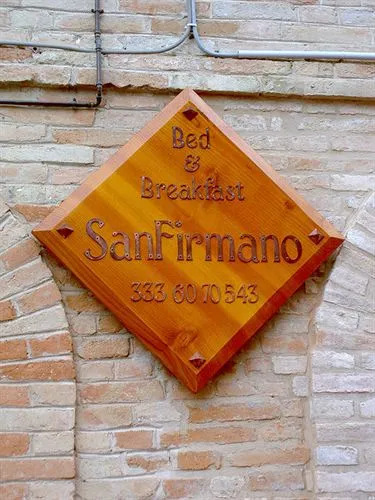 Bed
&
Breakfast
SanFirmano
333 60 70 543